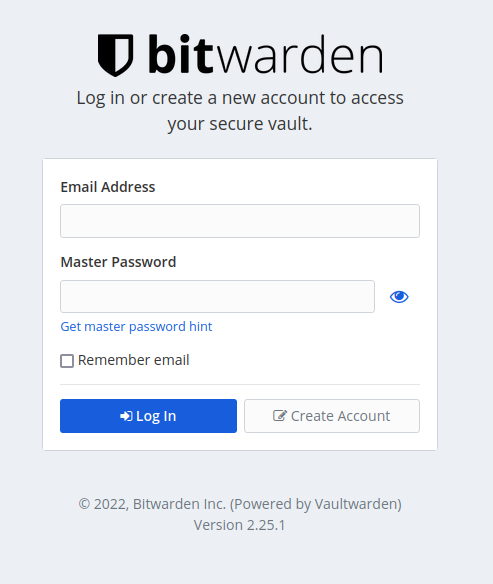 bitwarden
Log in or create a new account to access
your secure vault.
Email Address
Master Password
Get master password hint
Remember email
Log In
Create Account
© 2022, Bitwarden Inc. (Powered by Vaultwarden)
Version 2.25.1